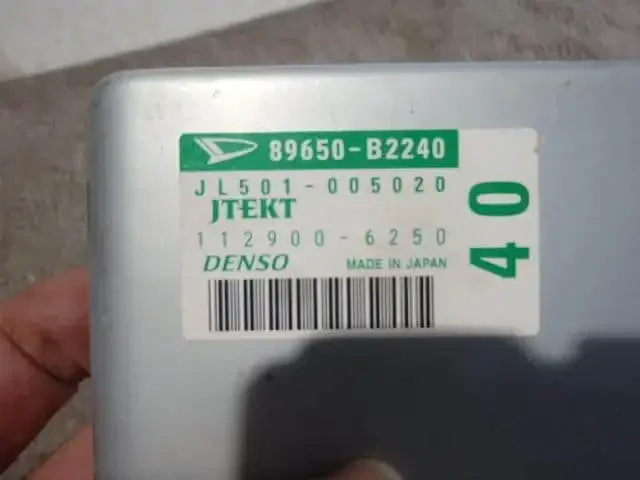 89650-B2240
JL501-005020
JTEKT
112900-6250
DENSO MADE IN JAPAN
40